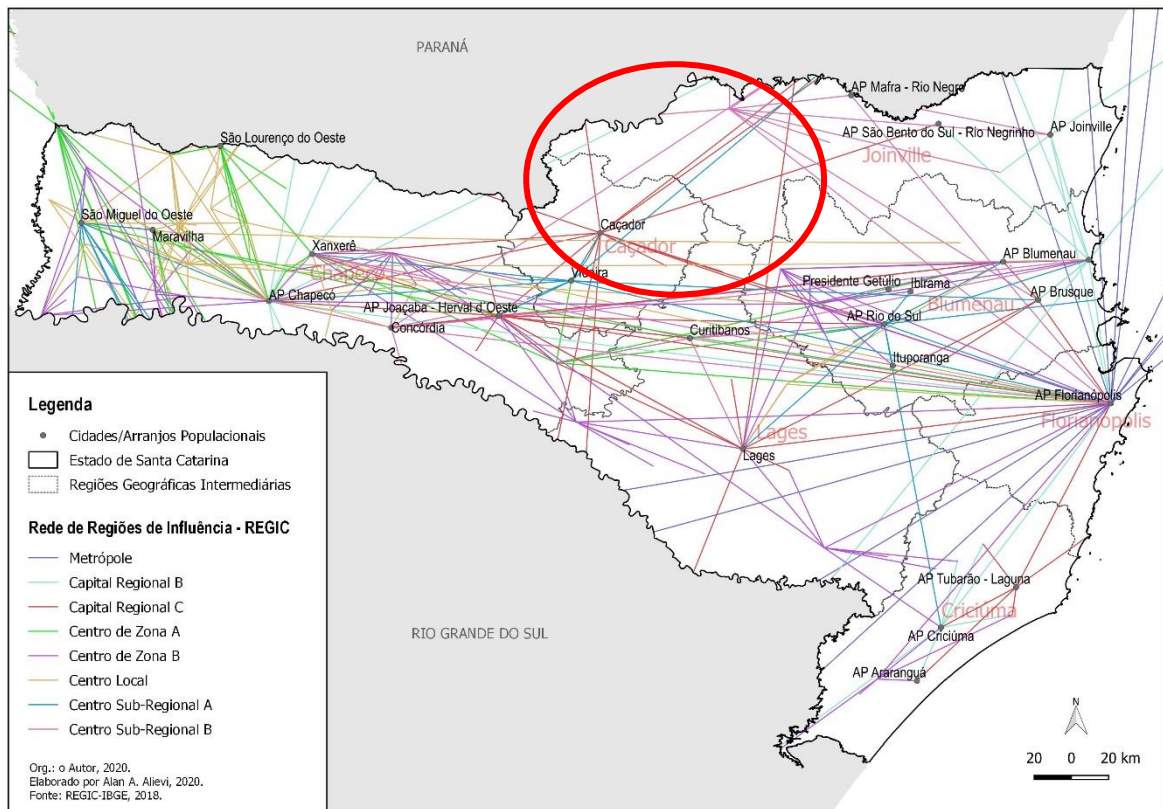 PARANÁ
AP Mafra - Rio Negro
São Lourenço do Oeste
AP São Bento do Sul - Rio Negrinho
AP Joinville
Joinville
São Miguel do Oeste
Maravilha
Caçador
Caçador
Xanxerê
Chapecó
Videira
AP Blumenau
AP Chapecó
Presidente Getúlio
Ibirama
Blumenau
AP Brusque
AP Joaçaba - Herval d´Oeste
Concórdia
AP Rio do Sul
Curitibanos
Ituporanga
AP Florianópolis
Florianópolis
Lages
Lages
AP Tubarão - Laguna
Criciúma
AP Criciúma
RIO GRANDE DO SUL
AP Araranguá
Legenda
Cidades/Arranjos Populacionais
Estado de Santa Catarina
Regiões Geográficas Intermediárias
Rede de Regiões de Influência - REGIC
Metrópole
Capital Regional B
Capital Regional C
Centro de Zona A
Centro de Zona B
Centro Local
Centro Sub-Regional A
Centro Sub-Regional B
Org.: o Autor, 2020.
Elaborado por Alan A. Alievi, 2020.
Fonte: REGIC-IBGE, 2018.
N
20 0 20 km